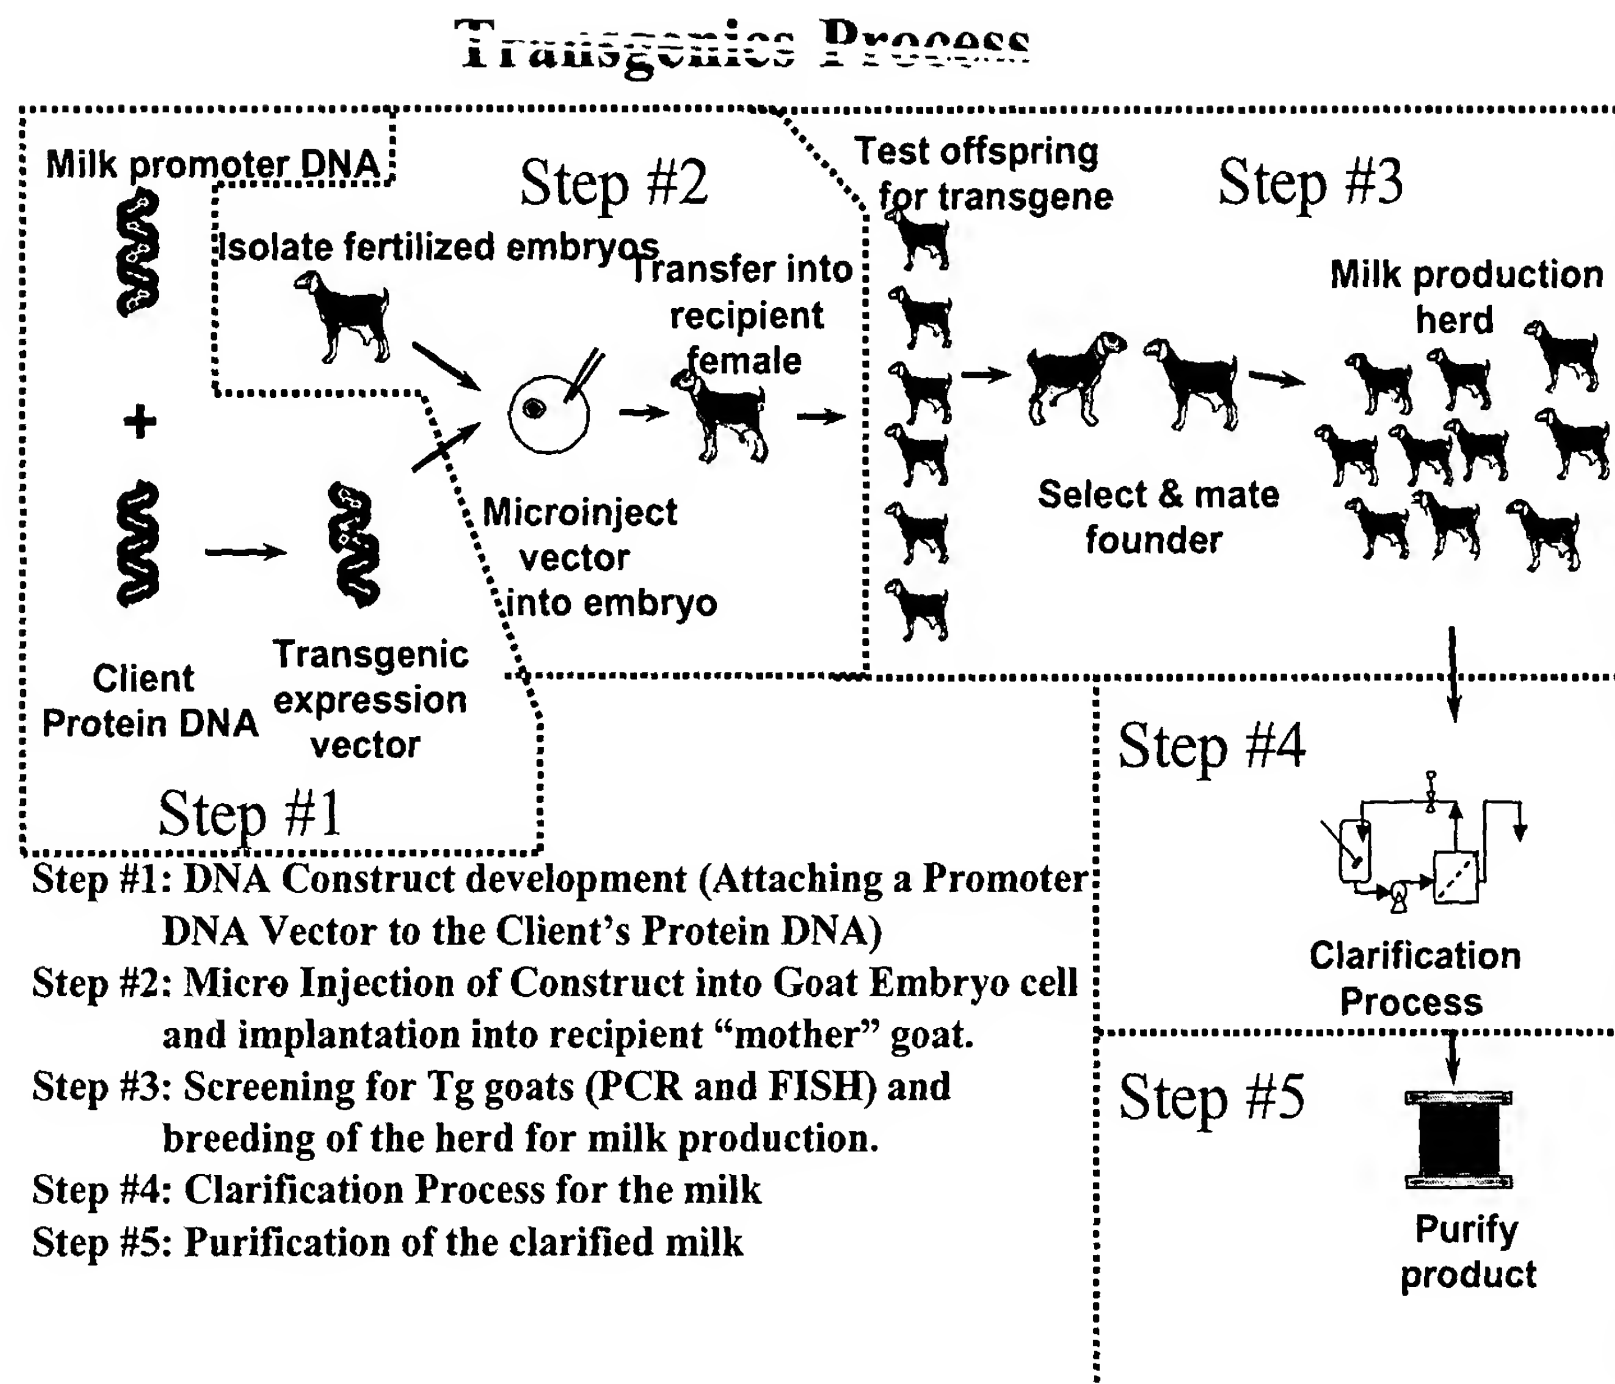 Transgenics Process
Milk promoter DNA
+
Client
Protein DNA
Transgenic
expression
vector
Step #1
Step #2
Isolate fertilized embryos
Transfer into
recipient
female
Microinject
vector
into embryo
Test offspring
for transgene
Step #3
Select & mate
founder
Milk production
herd
Step #4
Clarification
Process
Step #5
Purify
product
Step #1: DNA Construct development (Attaching a Promoter
DNA Vector to the Client’s Protein DNA)
Step #2: Micro Injection of Construct into Goat Embryo cell
and implantation into recipient “mother” goat.
Step #3: Screening for Tg goats (PCR and FISH) and
breeding of the herd for milk production.
Step #4: Clarification Process for the milk
Step #5: Purification of the clarified milk